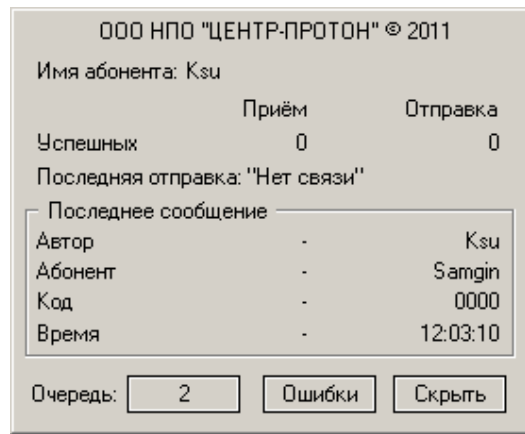 ООО НПО "ЦЕНТР-ПРОТОН" © 2011
Имя абонента: Ksu
Приём Отправка
Успешных 0 0
Последняя отправка: "Нет связи"
Последнее сообщение
Автор - Ksu
Абонент - Samgin
Код - 0000
Время - 12:03:10
Очередь: 2 Ошибки Скрыть